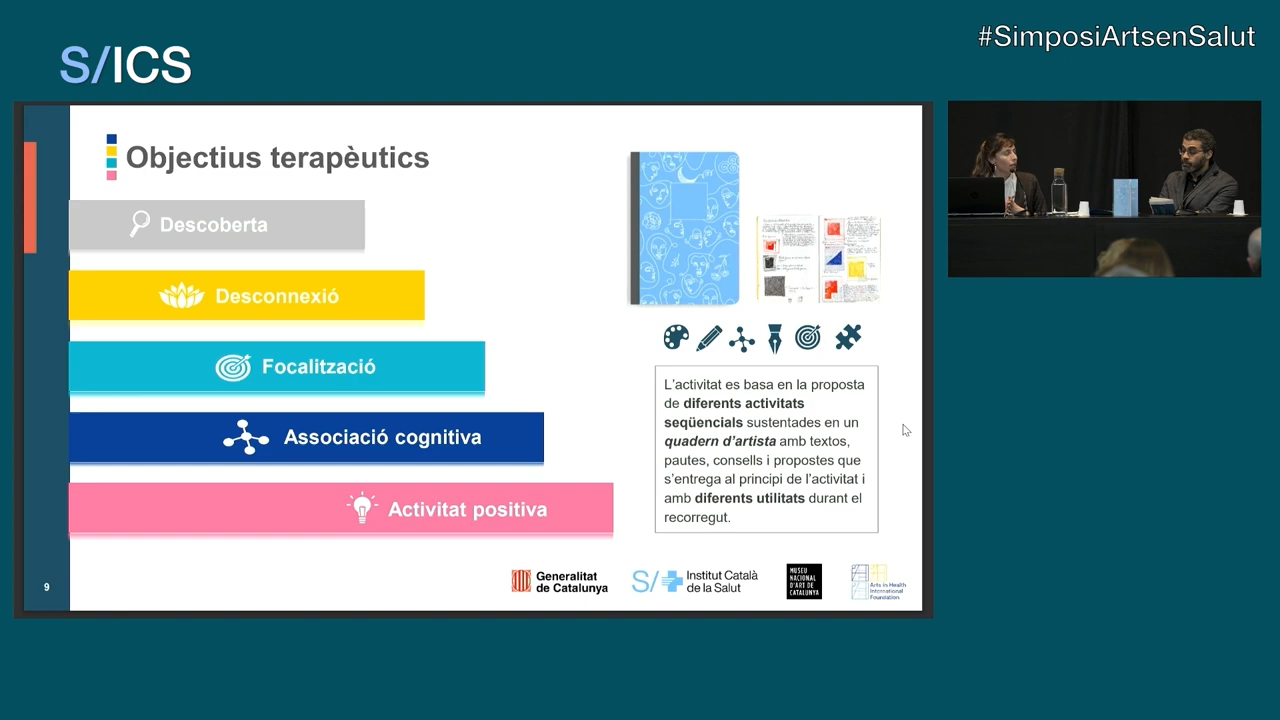 #SimposiArtsenSalut
S/ICS
Objectius terapèutics
Descoberta
Desconnexió
Focalització
Associació cognitiva
Activitat positiva
L'activitat es basa en la proposta
de diferents activitats
seqüencials sustentades en un
quadern d'artista amb textos,
pautes, consells i propostes que
s'entrega al principi de l'activitat i
amb diferents utilitats durant el
recorregut.
9
Generalitat
de Catalunya
S/
Institut Català
de la Salut
MUSEU
NACIONAL
D'ART DE
CATALUNYA
Arts in Health
International
Foundation